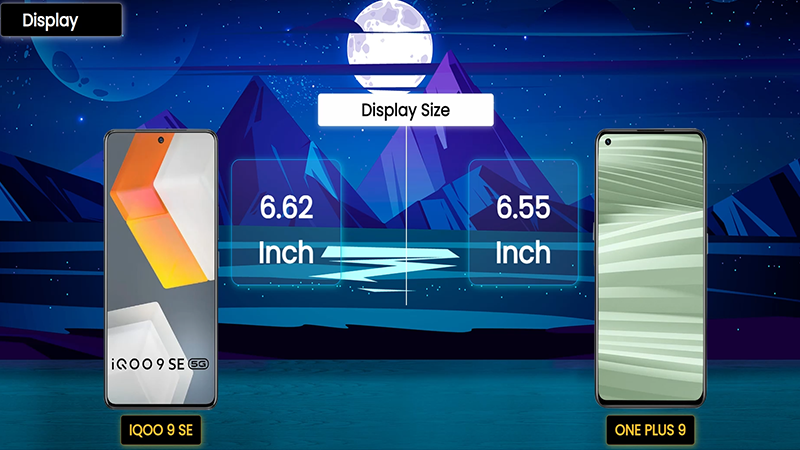 Display
Display Size
6.62
Inch
6.55
Inch
iQOO 9 SE 5G
IQOO 9 SE
ONE PLUS 9